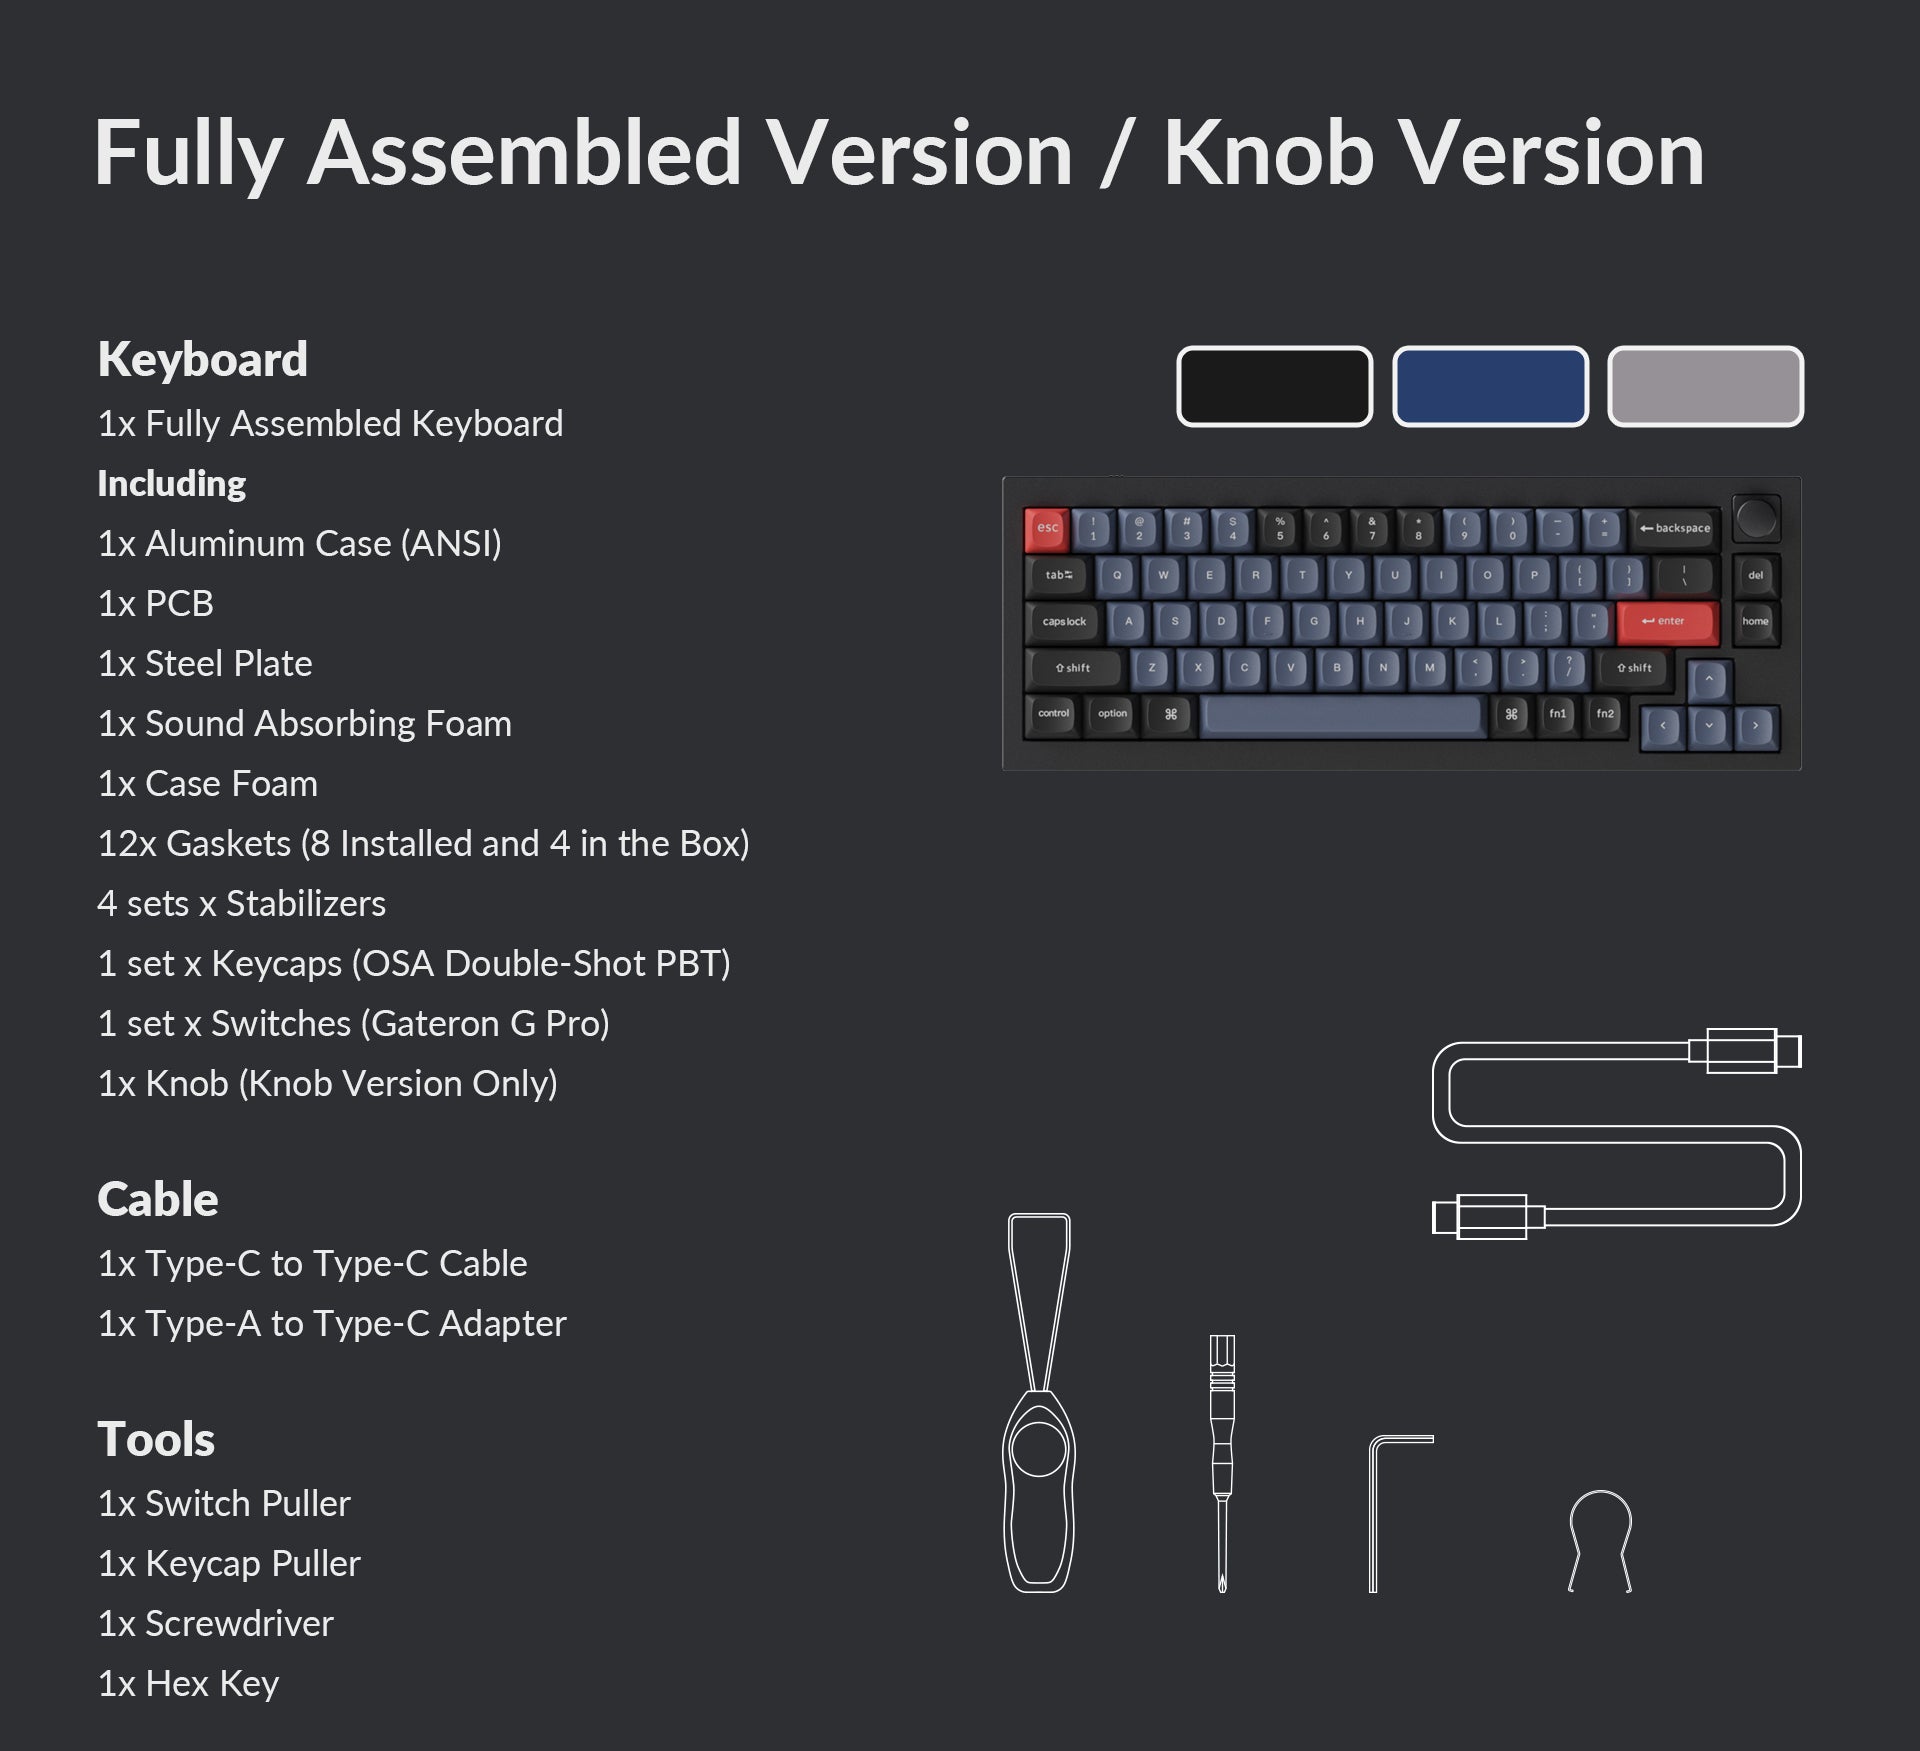 Fully Assembled Version / Knob Version
Keyboard
1x Fully Assembled Keyboard
Including
1x Aluminum Case (ANSI)
1x PCB
1x Steel Plate
1x Sound Absorbing Foam
1x Case Foam
12x Gaskets (8 Installed and 4 in the Box)
4 sets x Stabilizers
1 set x Keycaps (OSA Double-Shot PBT)
1 set x Switches (Gateron G Pro)
1x Knob (Knob Version Only)
Cable
1x Type-C to Type-C Cable
1x Type-A to Type-C Adapter
Tools
1x Switch Puller
1x Keycap Puller
1x Screwdriver
1x Hex Key
! @ # $ % ^ & * ( ) — +
esc 1 2 3 4 5 6 7 8 9 0 - = ← backspace
tab Q W E R T Y U I O P { [ } ] | \ del
caps lock A S D F G H J K L : ; " ' ↵ enter home
⇧ shift Z X C V B N M < , > . ? / ⇧ shift ^
control option ⌘ ⌘ fn1 fn2 < ˅ >